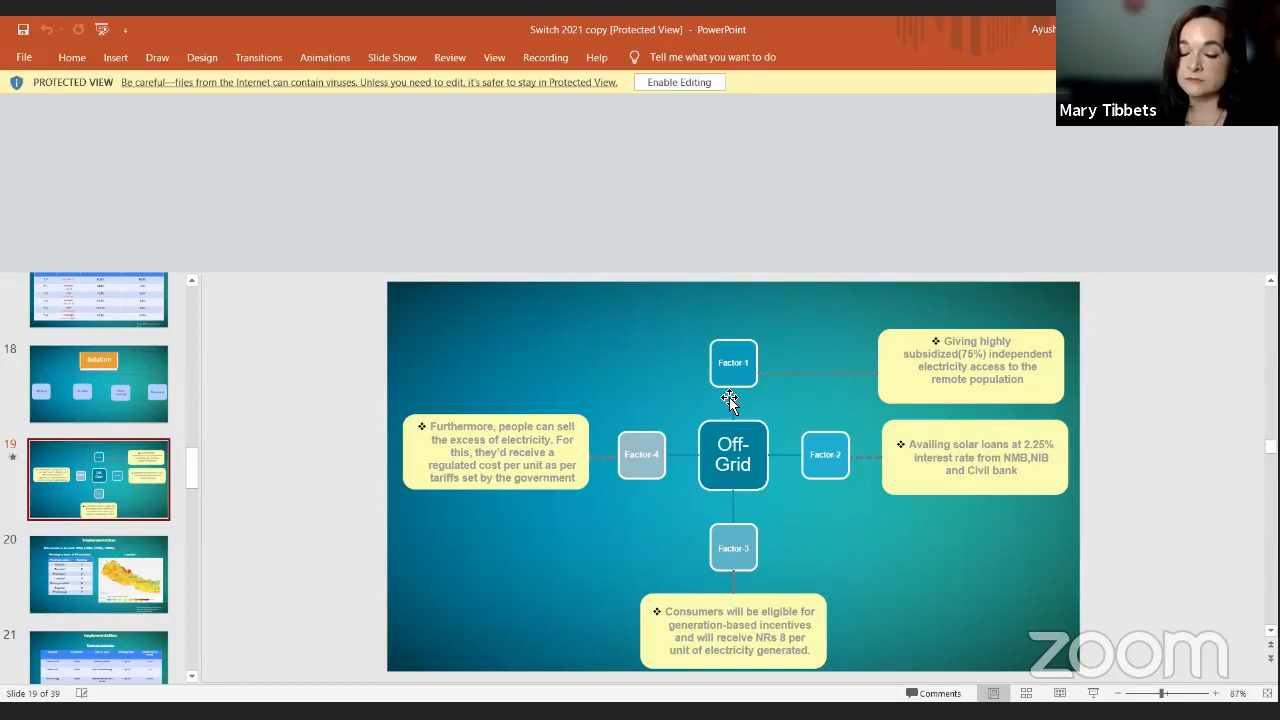 Switch 2021 copy [Protected View] - PowerPoint
Ayush
File Home Insert Draw Design Transitions Animations Slide Show Review View Recording Help Tell me what you want to do
PROTECTED VIEW Be careful—files from the Internet can contain viruses. Unless you need to edit, it's safer to stay in Protected View. Enable Editing
Mary Tibbets
18
Solution
19
Off-Grid
20
Implementation
21
Implementation
Factor-1
❖ Giving highly
subsidized(75%) independent
electricity access to the
remote population
❖ Furthermore, people can sell
the excess of electricity. For
this, they'd receive a
regulated cost per unit as per
tariffs set by the government
Factor-4
Off-
Grid
Factor-2
❖ Availing solar loans at 2.25%
interest rate from NMB,NIB
and Civil bank
Factor-3
❖ Consumers will be eligible for
generation-based incentives
and will receive NRs 8 per
unit of electricity generated.
zoom
Slide 19 of 39
Comments
87%